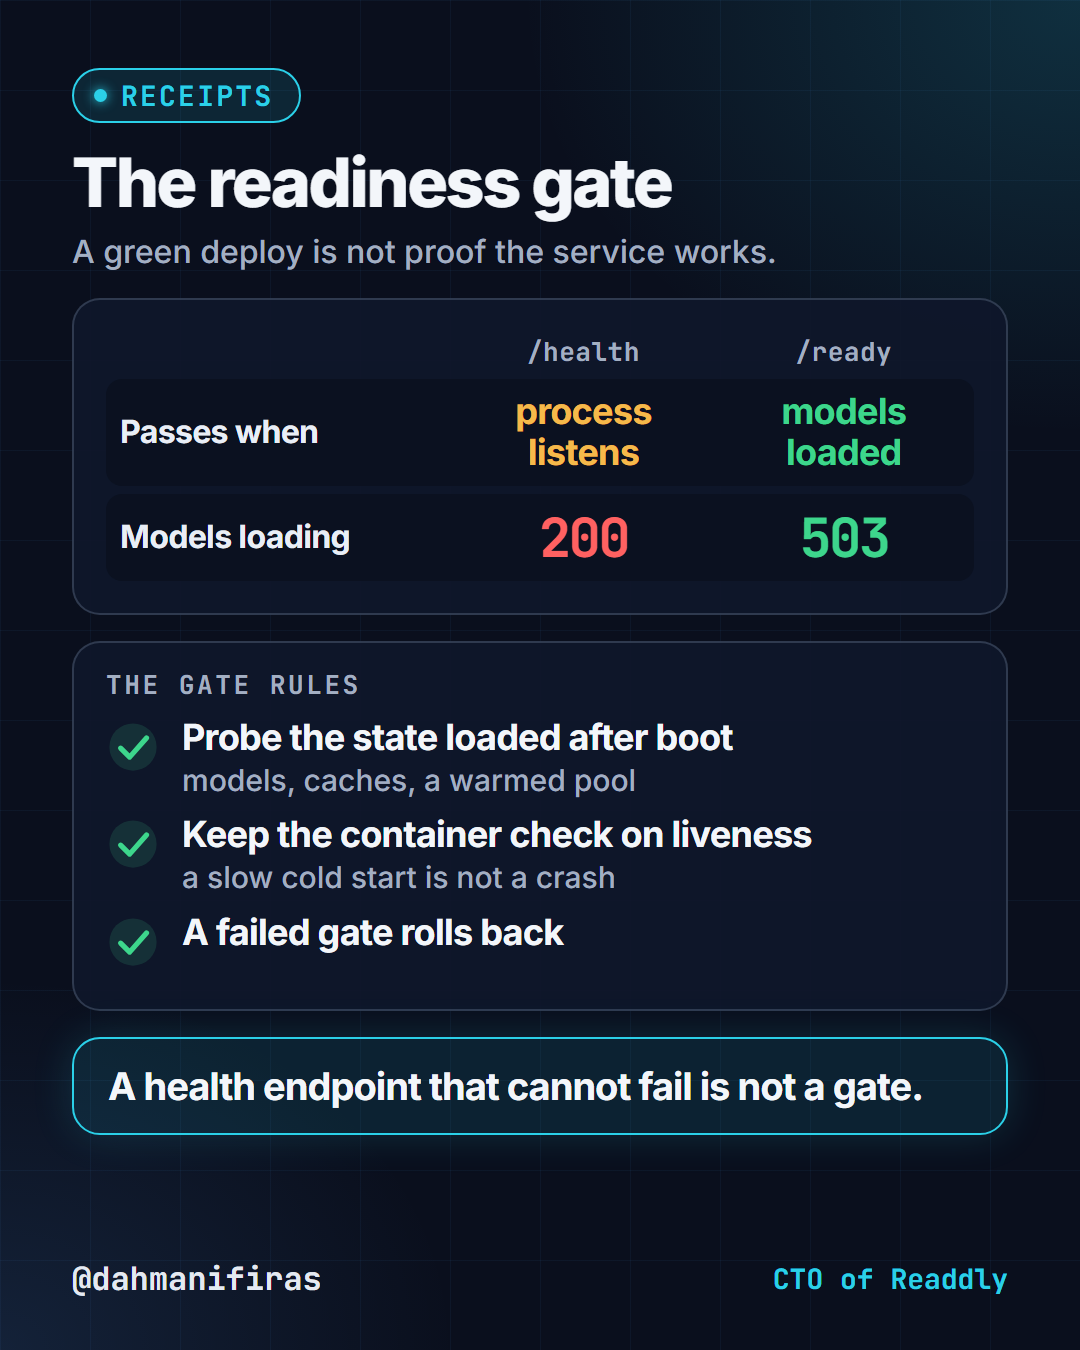 RECEIPTS
The readiness gate
A green deploy is not proof the service works.
/health /ready
Passes when process listens models loaded
Models loading 200 503
THE GATE RULES
Probe the state loaded after boot
models, caches, a warmed pool
Keep the container check on liveness
a slow cold start is not a crash
A failed gate rolls back
A health endpoint that cannot fail is not a gate.
@dahmanifiras CTO of Readdly